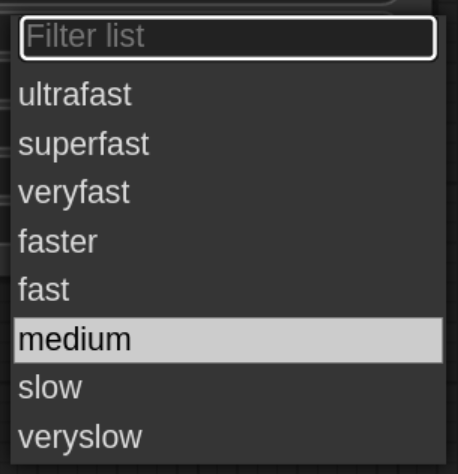 Filter list
ultrafast
superfast
veryfast
faster
fast
medium
slow
veryslow